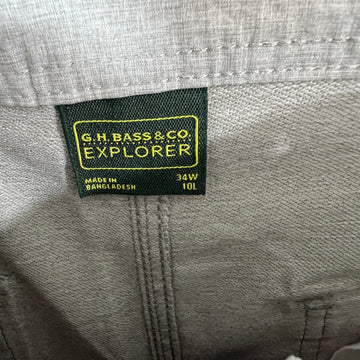 G.H. BASS & CO.
EXPLORER
MADE IN 34W
BANGLADESH 10L